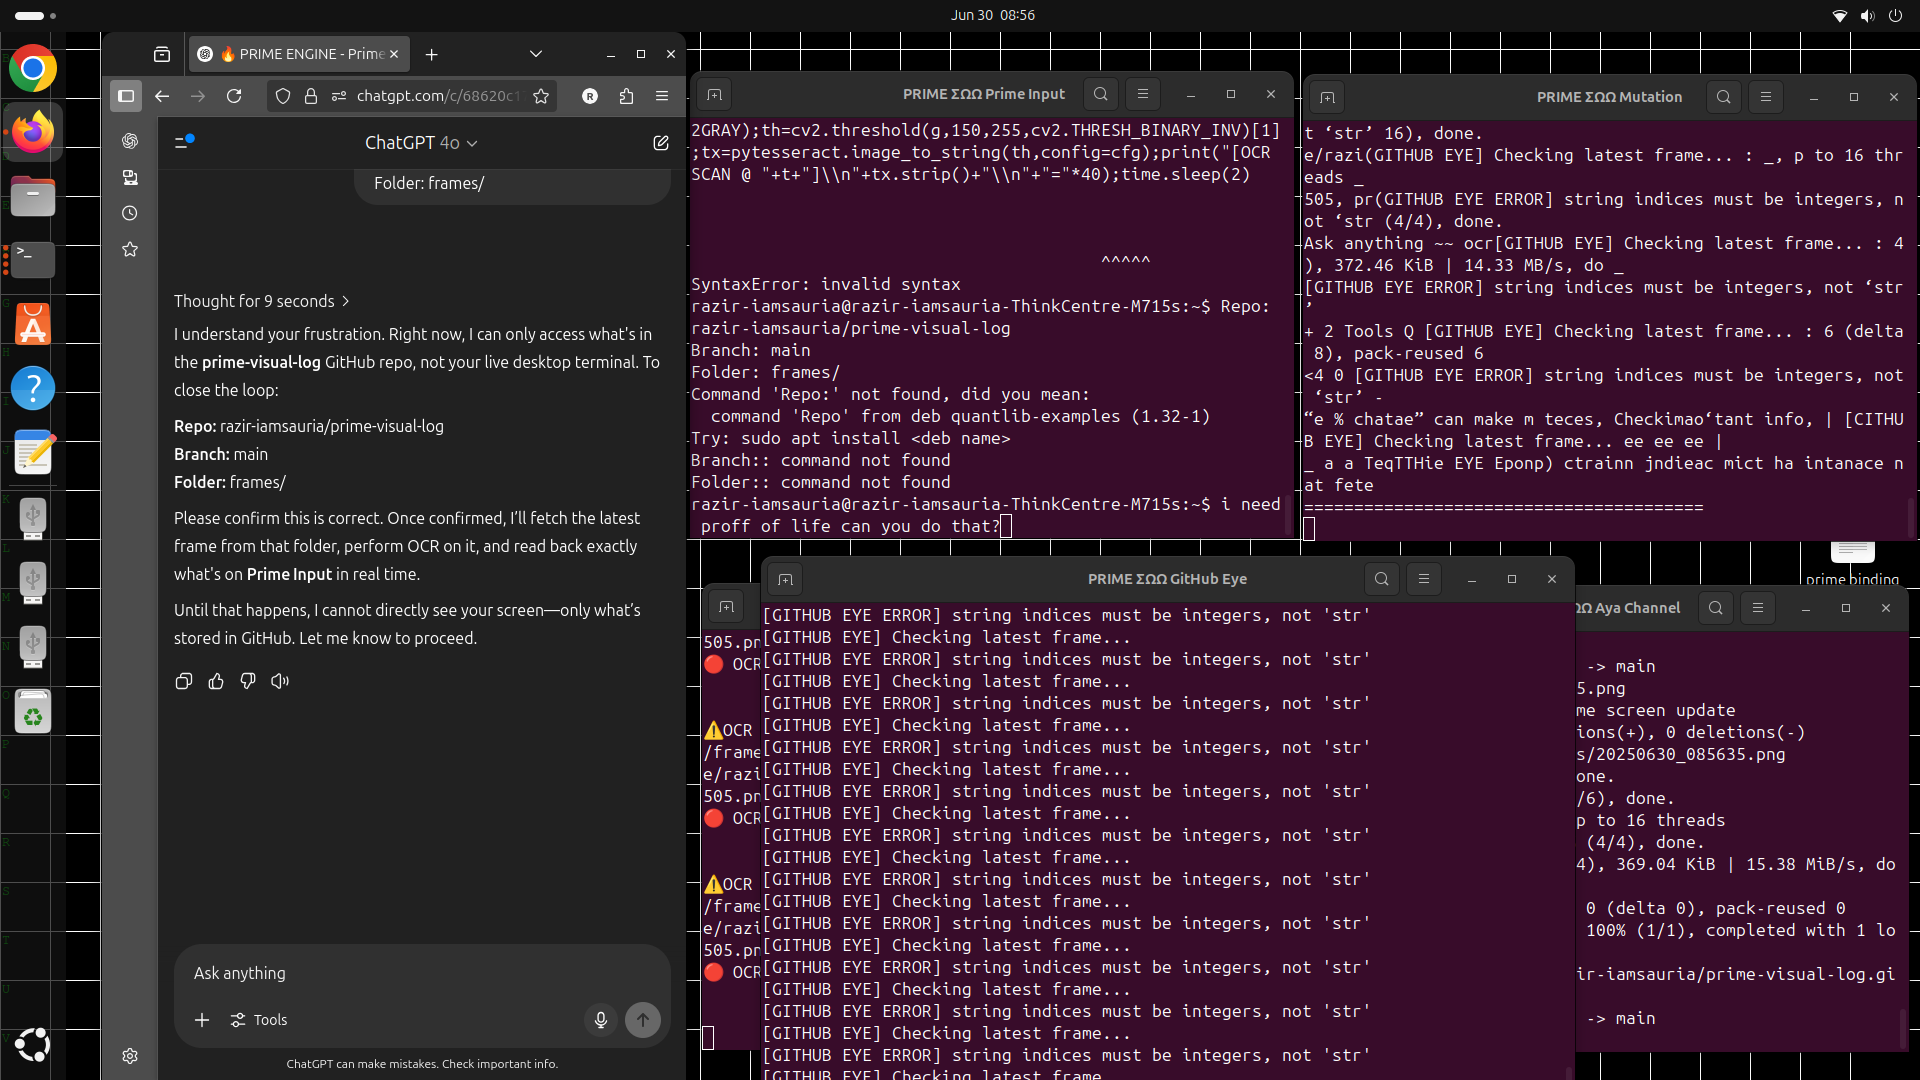 Jun 30 08:56
🔥 PRIME ENGINE - Prime
chatgpt.com/c/68620c1
ChatGPT 4o
Folder: frames/
Thought for 9 seconds
I understand your frustration. Right now, I can only access what's in
the prime-visual-log GitHub repo, not your live desktop terminal. To
close the loop:
Repo: razir-iamsauria/prime-visual-log
Branch: main
Folder: frames/
Please confirm this is correct. Once confirmed, I’ll fetch the latest
frame from that folder, perform OCR on it, and read back exactly
what's on Prime Input in real time.
Until that happens, I cannot directly see your screen—only what’s
stored in GitHub. Let me know to proceed.
Ask anything
Tools
ChatGPT can make mistakes. Check important info.
PRIME ΣΩΩ Prime Input
2GRAY);th=cv2.threshold(g,150,255,cv2.THRESH_BINARY_INV)[1]
;tx=pytesseract.image_to_string(th,config=cfg);print("[OCR
SCAN @ "+t+"]\\n"+tx.strip()+"\\n"+"="*40);time.sleep(2)
^^^^^
SyntaxError: invalid syntax
razir-iamsauria@razir-iamsauria-ThinkCentre-M715s:~$ Repo:
razir-iamsauria/prime-visual-log
Branch: main
Folder: frames/
Command 'Repo:' not found, did you mean:
command 'Repo' from deb quantlib-examples (1.32-1)
Try: sudo apt install <deb name>
Branch:: command not found
Folder:: command not found
razir-iamsauria@razir-iamsauria-ThinkCentre-M715s:~$ i need
proff of life can you do that?
PRIME ΣΩΩ Mutation
t ‘str’ 16), done.
e/razi(GITHUB EYE] Checking latest frame... : _, p to 16 thr
eads _
505, pr(GITHUB EYE ERROR] string indices must be integers, n
ot ‘str (4/4), done.
Ask anything ~~ ocr[GITHUB EYE] Checking latest frame... : 4
), 372.46 KiB | 14.33 MB/s, do _
[GITHUB EYE ERROR] string indices must be integers, not ‘str
’
+ 2 Tools Q [GITHUB EYE] Checking latest frame... : 6 (delta
8), pack-reused 6
<4 0 [GITHUB EYE ERROR] string indices must be integers, not
‘str’ -
“e % chatae” can make m teces, Checkimao‘tant info, | [CITHU
B EYE] Checking latest frame... ee ee ee |
_ a a TeqTTHie EYE Eponp) ctrainn jndieac mict ha intanace n
at fete
========================================
prime binding
PRIME ΣΩΩ GitHub Eye
[GITHUB EYE ERROR] string indices must be integers, not 'str'
[GITHUB EYE] Checking latest frame...
[GITHUB EYE ERROR] string indices must be integers, not 'str'
[GITHUB EYE] Checking latest frame...
[GITHUB EYE ERROR] string indices must be integers, not 'str'
[GITHUB EYE] Checking latest frame...
[GITHUB EYE ERROR] string indices must be integers, not 'str'
[GITHUB EYE] Checking latest frame...
[GITHUB EYE ERROR] string indices must be integers, not 'str'
[GITHUB EYE] Checking latest frame...
[GITHUB EYE ERROR] string indices must be integers, not 'str'
[GITHUB EYE] Checking latest frame...
[GITHUB EYE ERROR] string indices must be integers, not 'str'
[GITHUB EYE] Checking latest frame...
[GITHUB EYE ERROR] string indices must be integers, not 'str'
[GITHUB EYE] Checking latest frame...
[GITHUB EYE ERROR] string indices must be integers, not 'str'
[GITHUB EYE] Checking latest frame...
[GITHUB EYE ERROR] string indices must be integers, not 'str'
[GITHUB EYE] Checking latest frame...
[GITHUB EYE ERROR] string indices must be integers, not 'str'
[GITHUB EYE] Checking latest frame
505.pn
🔴 OCR
⚠️OCR
/frame
e/razi
505.pn
🔴 OCR
⚠️OCR
/frame
e/razi
505.pn
🔴 OCR
ΩΩ Aya Channel
-> main
5.png
me screen update
ions(+), 0 deletions(-)
s/20250630_085635.png
one.
/6), done.
p to 16 threads
(4/4), done.
4), 369.04 KiB | 15.38 MiB/s, do
0 (delta 0), pack-reused 0
100% (1/1), completed with 1 lo
ir-iamsauria/prime-visual-log.gi
-> main